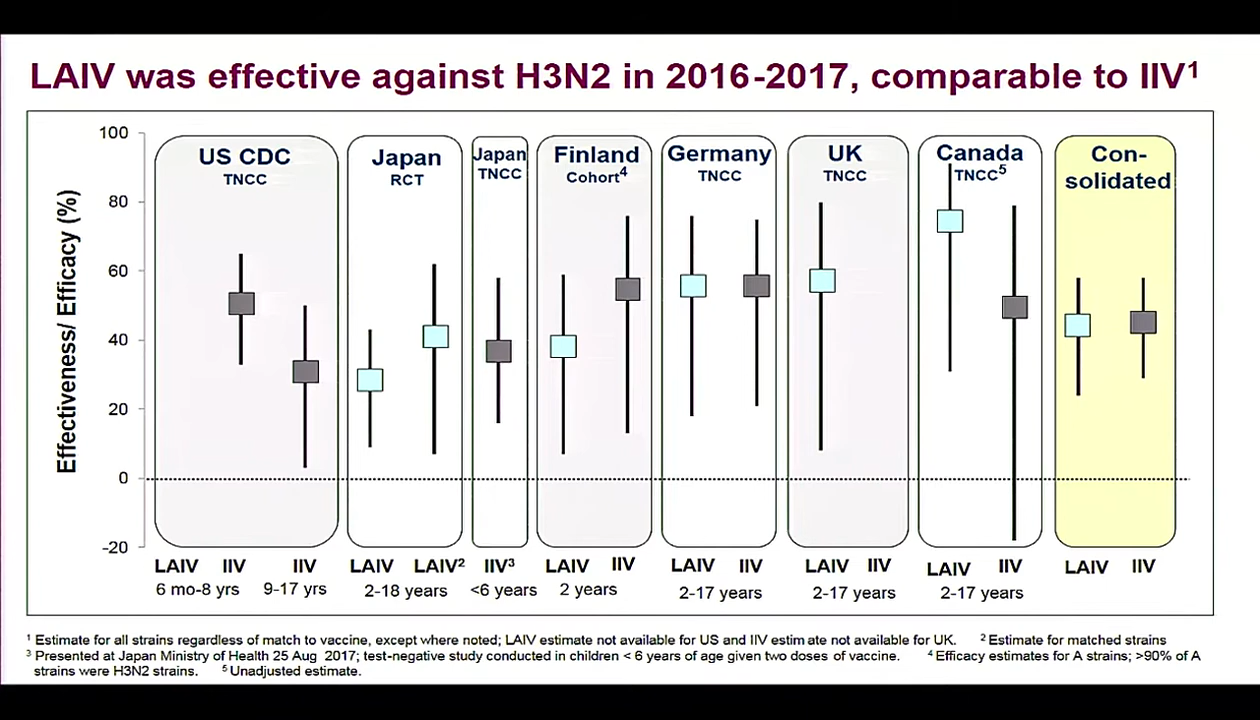 LAIV was effective against H3N2 in 2016-2017, comparable to IIV¹
Effectiveness/ Efficacy (%)
100
80
60
40
20
0
-20
US CDC
TNCC
Japan
RCT
Japan
TNCC
Finland
Cohort⁴
Germany
TNCC
UK
TNCC
Canada
TNCC⁵
Con-
solidated
LAIV IIV IIV
6 mo-8 yrs 9-17 yrs
LAIV LAIV²
2-18 years
IIV³
<6 years
LAIV IIV
2 years
LAIV IIV
2-17 years
LAIV IIV
2-17 years
LAIV IIV
2-17 years
LAIV IIV
¹ Estimate for all strains regardless of match to vaccine, except where noted; LAIV estimate not available for US and IIV estimate not available for UK. ² Estimate for matched strains
³ Presented at Japan Ministry of Health 25 Aug 2017; test-negative study conducted in children < 6 years of age given two doses of vaccine. ⁴ Efficacy estimates for A strains; >90% of A
strains were H3N2 strains. ⁵ Unadjusted estimate.